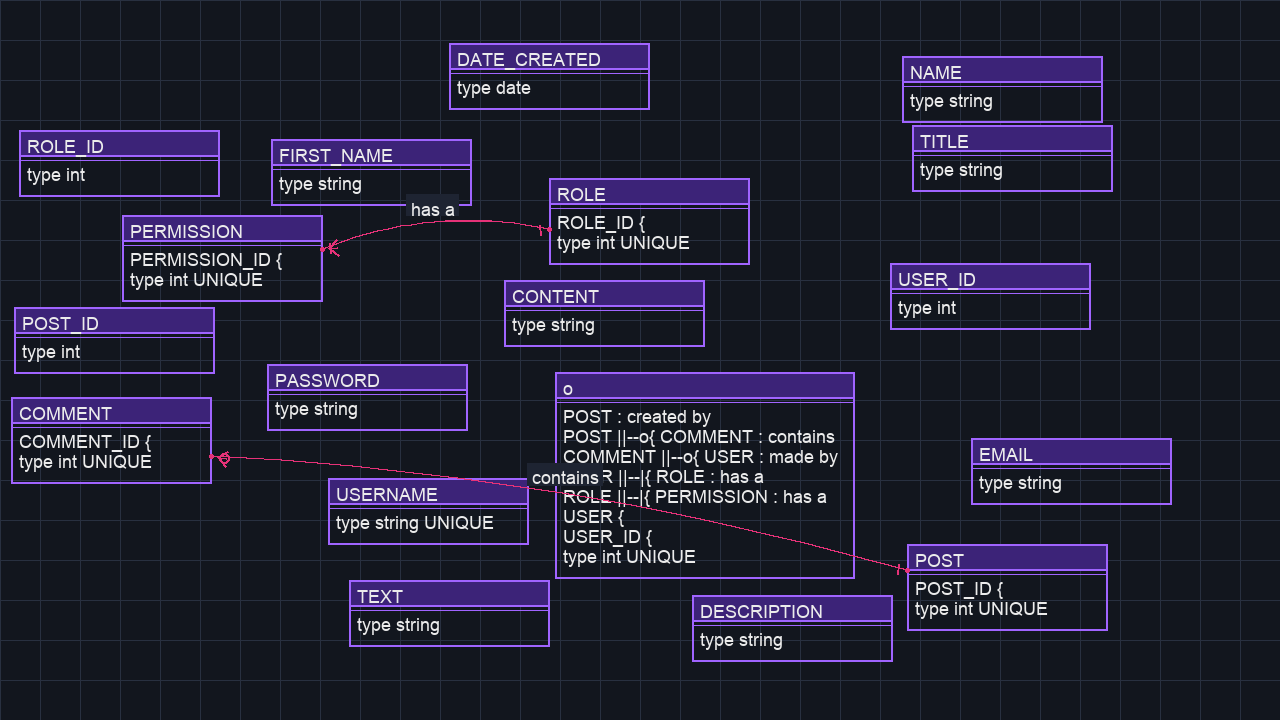 DATE_CREATED
type date
NAME
type string
TITLE
type string
ROLE_ID
type int
FIRST_NAME
type string
has a
ROLE
ROLE_ID {
type int UNIQUE
PERMISSION
PERMISSION_ID {
type int UNIQUE
USER_ID
type int
CONTENT
type string
POST_ID
type int
PASSWORD
type string
o
POST : created by
POST ||--o{ COMMENT : contains
COMMENT ||--o{ USER : made by
R ||--|{ ROLE : has a
ROLE ||--|{ PERMISSION : has a
USER {
USER_ID {
type int UNIQUE
contains
COMMENT
COMMENT_ID {
type int UNIQUE
EMAIL
type string
USERNAME
type string UNIQUE
POST
POST_ID {
type int UNIQUE
TEXT
type string
DESCRIPTION
type string